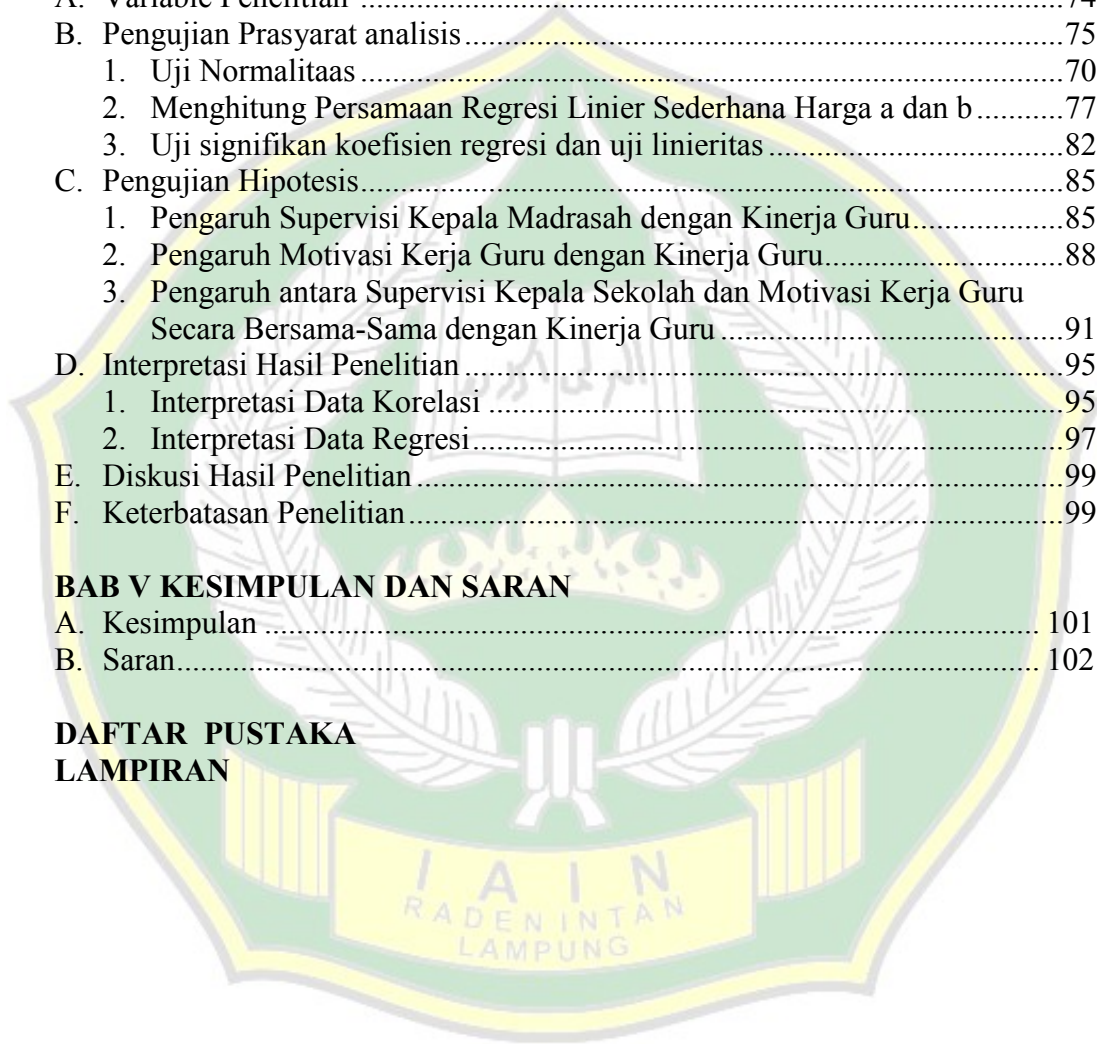 A. Variable Penelitian ........ 74
B. Pengujian Prasyarat analisis ........ 75
1. Uji Normalitaas ........ 70
2. Menghitung Persamaan Regresi Linier Sederhana Harga a dan b ........ 77
3. Uji signifikan koefisien regresi dan uji linieritas ........ 82
C. Pengujian Hipotesis ........ 85
1. Pengaruh Supervisi Kepala Madrasah dengan Kinerja Guru ........ 85
2. Pengaruh Motivasi Kerja Guru dengan Kinerja Guru ........ 88
3. Pengaruh antara Supervisi Kepala Sekolah dan Motivasi Kerja Guru
Secara Bersama-Sama dengan Kinerja Guru ........ 91
D. Interpretasi Hasil Penelitian ........ 95
1. Interpretasi Data Korelasi ........ 95
2. Interpretasi Data Regresi ........ 97
E. Diskusi Hasil Penelitian ........ 99
F. Keterbatasan Penelitian ........ 99
BAB V KESIMPULAN DAN SARAN
A. Kesimpulan ........ 101
B. Saran ........ 102
DAFTAR PUSTAKA
LAMPIRAN
IAIN
RADEN INTAN
LAMPUNG